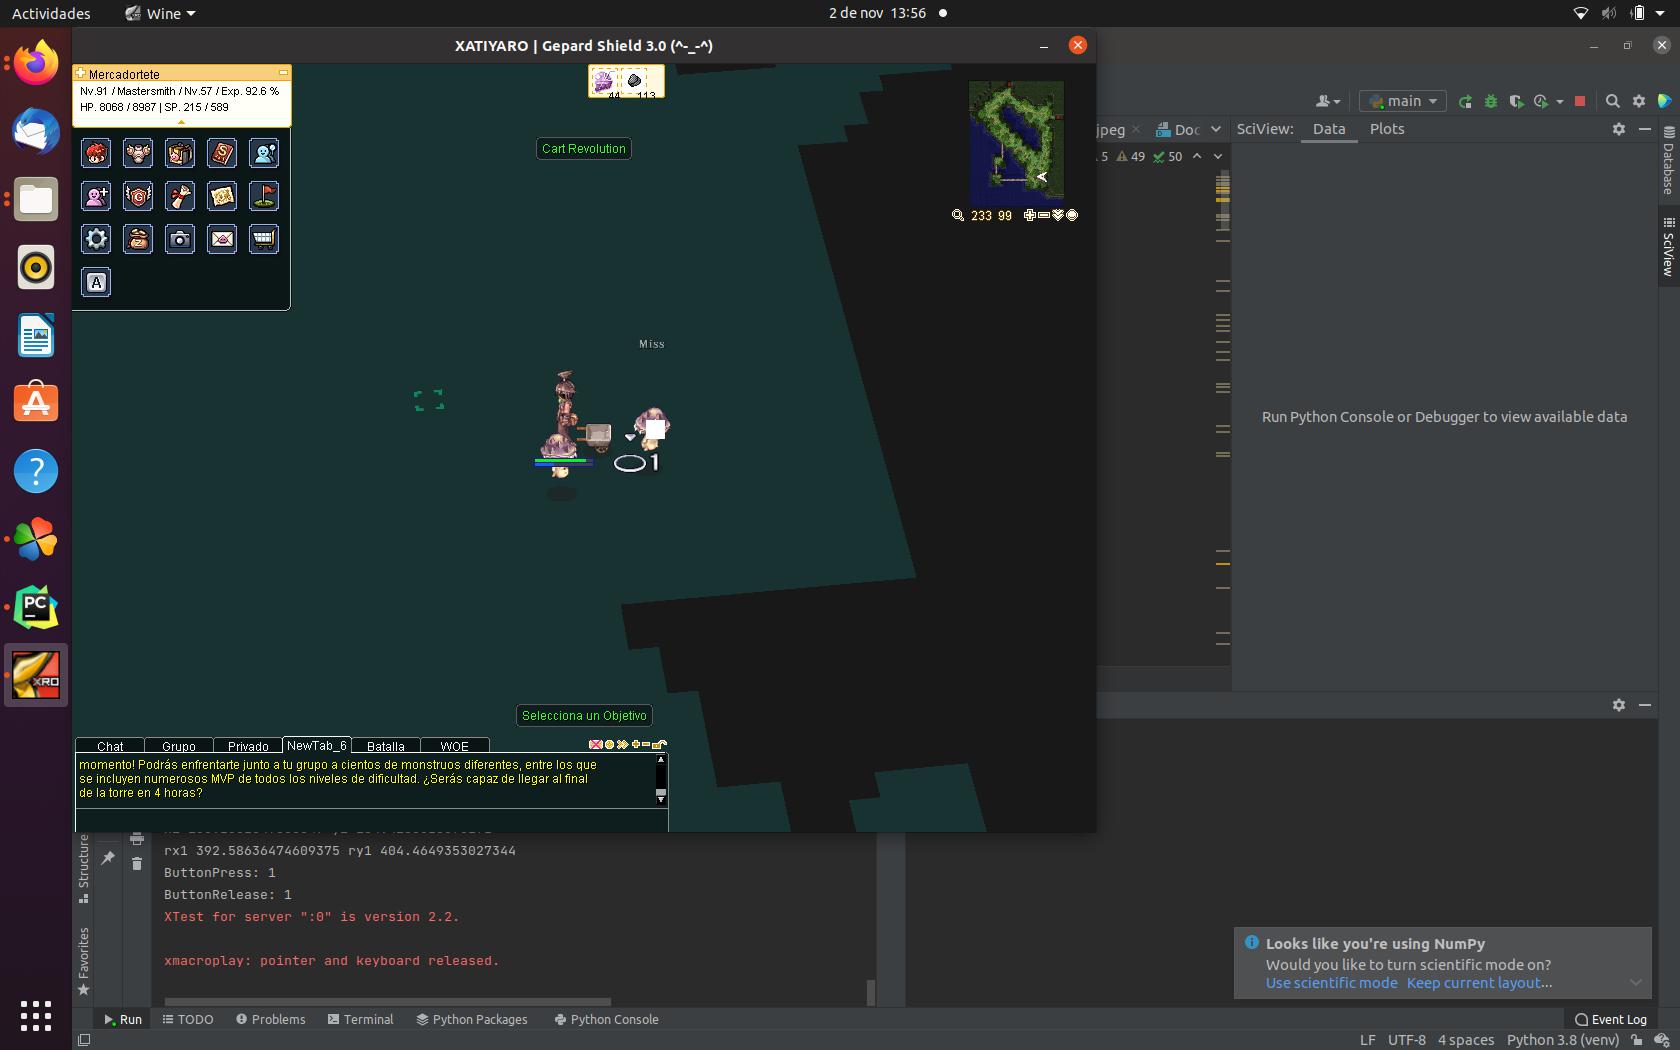 Actividades
Wine
2 de nov 13:56
XATIYARO | Gepard Shield 3.0 (^-_-^)
Mercadortete
Nv.91 / Mastersmith / Nv.57 / Exp. 92.6 %
HP. 8068 / 8987 | SP. 215 / 589
44
113
Cart Revolution
233 99
A
Miss
1
Selecciona un Objetivo
Chat
Grupo
Privado
NewTab_6
Batalla
WOE
momento! Podrás enfrentarte junto a tu grupo a cientos de monstruos diferentes, entre los que
se incluyen numerosos MVP de todos los niveles de dificultad. ¿Serás capaz de llegar al final
de la torre en 4 horas?
PC
XRO
main
jpeg
Doc
SciView:
Data
Plots
5
49
50
Database
SciView
Run Python Console or Debugger to view available data
rx1 392.58636474609375 ry1 404.4649353027344
ButtonPress: 1
ButtonRelease: 1
XTest for server ":0" is version 2.2.
xmacroplay: pointer and keyboard released.
Structure
Favorites
Looks like you're using NumPy
Would you like to turn scientific mode on?
Use scientific mode Keep current layout...
Run
TODO
Problems
Terminal
Python Packages
Python Console
Event Log
LF UTF-8 4 spaces Python 3.8 (venv)